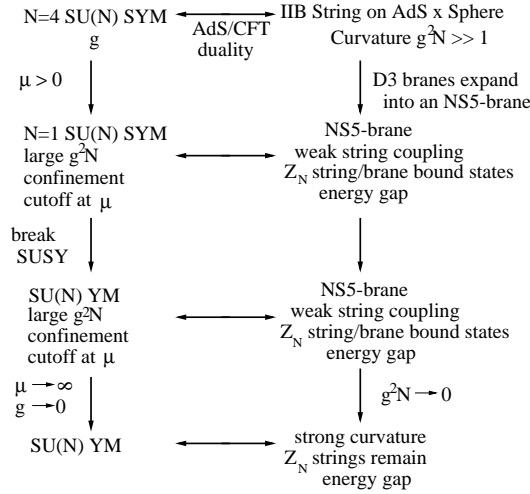 N=4 SU(N) SYM
g
AdS/CFT
duality
IIB String on AdS x Sphere
Curvature g²N >> 1
μ > 0
D3 branes expand
into an NS5-brane
N=1 SU(N) SYM
large g²N
confinement
cutoff at μ
NS5-brane
weak string coupling
Z_N string/brane bound states
energy gap
break
SUSY
SU(N) YM
large g²N
confinement
cutoff at μ
NS5-brane
weak string coupling
Z_N string/brane bound states
energy gap
μ → ∞
g → 0
g²N → 0
SU(N) YM
strong curvature
Z_N strings remain
energy gap